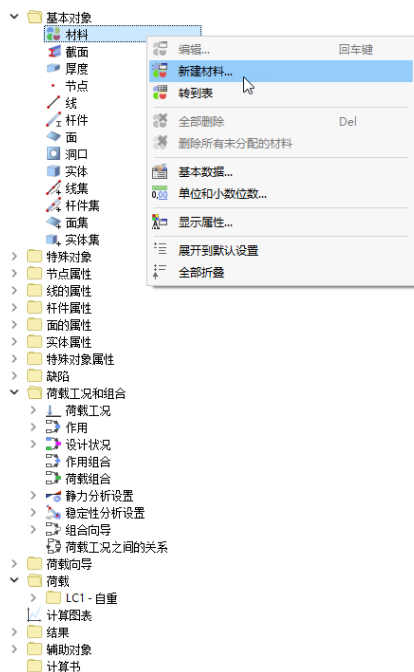 基本对象
材料
截面
厚度
节点
线
杆件
面
洞口
实体
线集
杆件集
面集
实体集
特殊对象
节点属性
线的属性
杆件属性
面的属性
实体属性
特殊对象属性
缺陷
荷载工况和组合
荷载工况
作用
设计状况
作用组合
荷载组合
静力分析设置
稳定性分析设置
组合向导
荷载工况之间的关系
荷载向导
荷载
LC1 - 自重
计算图表
结果
辅助对象
计算书
编辑... 回车键
新建材料...
转到表
全部删除 Del
删除所有未分配的材料
基本数据...
0,00 单位和小数位数...
显示属性...
展开到默认设置
全部折叠